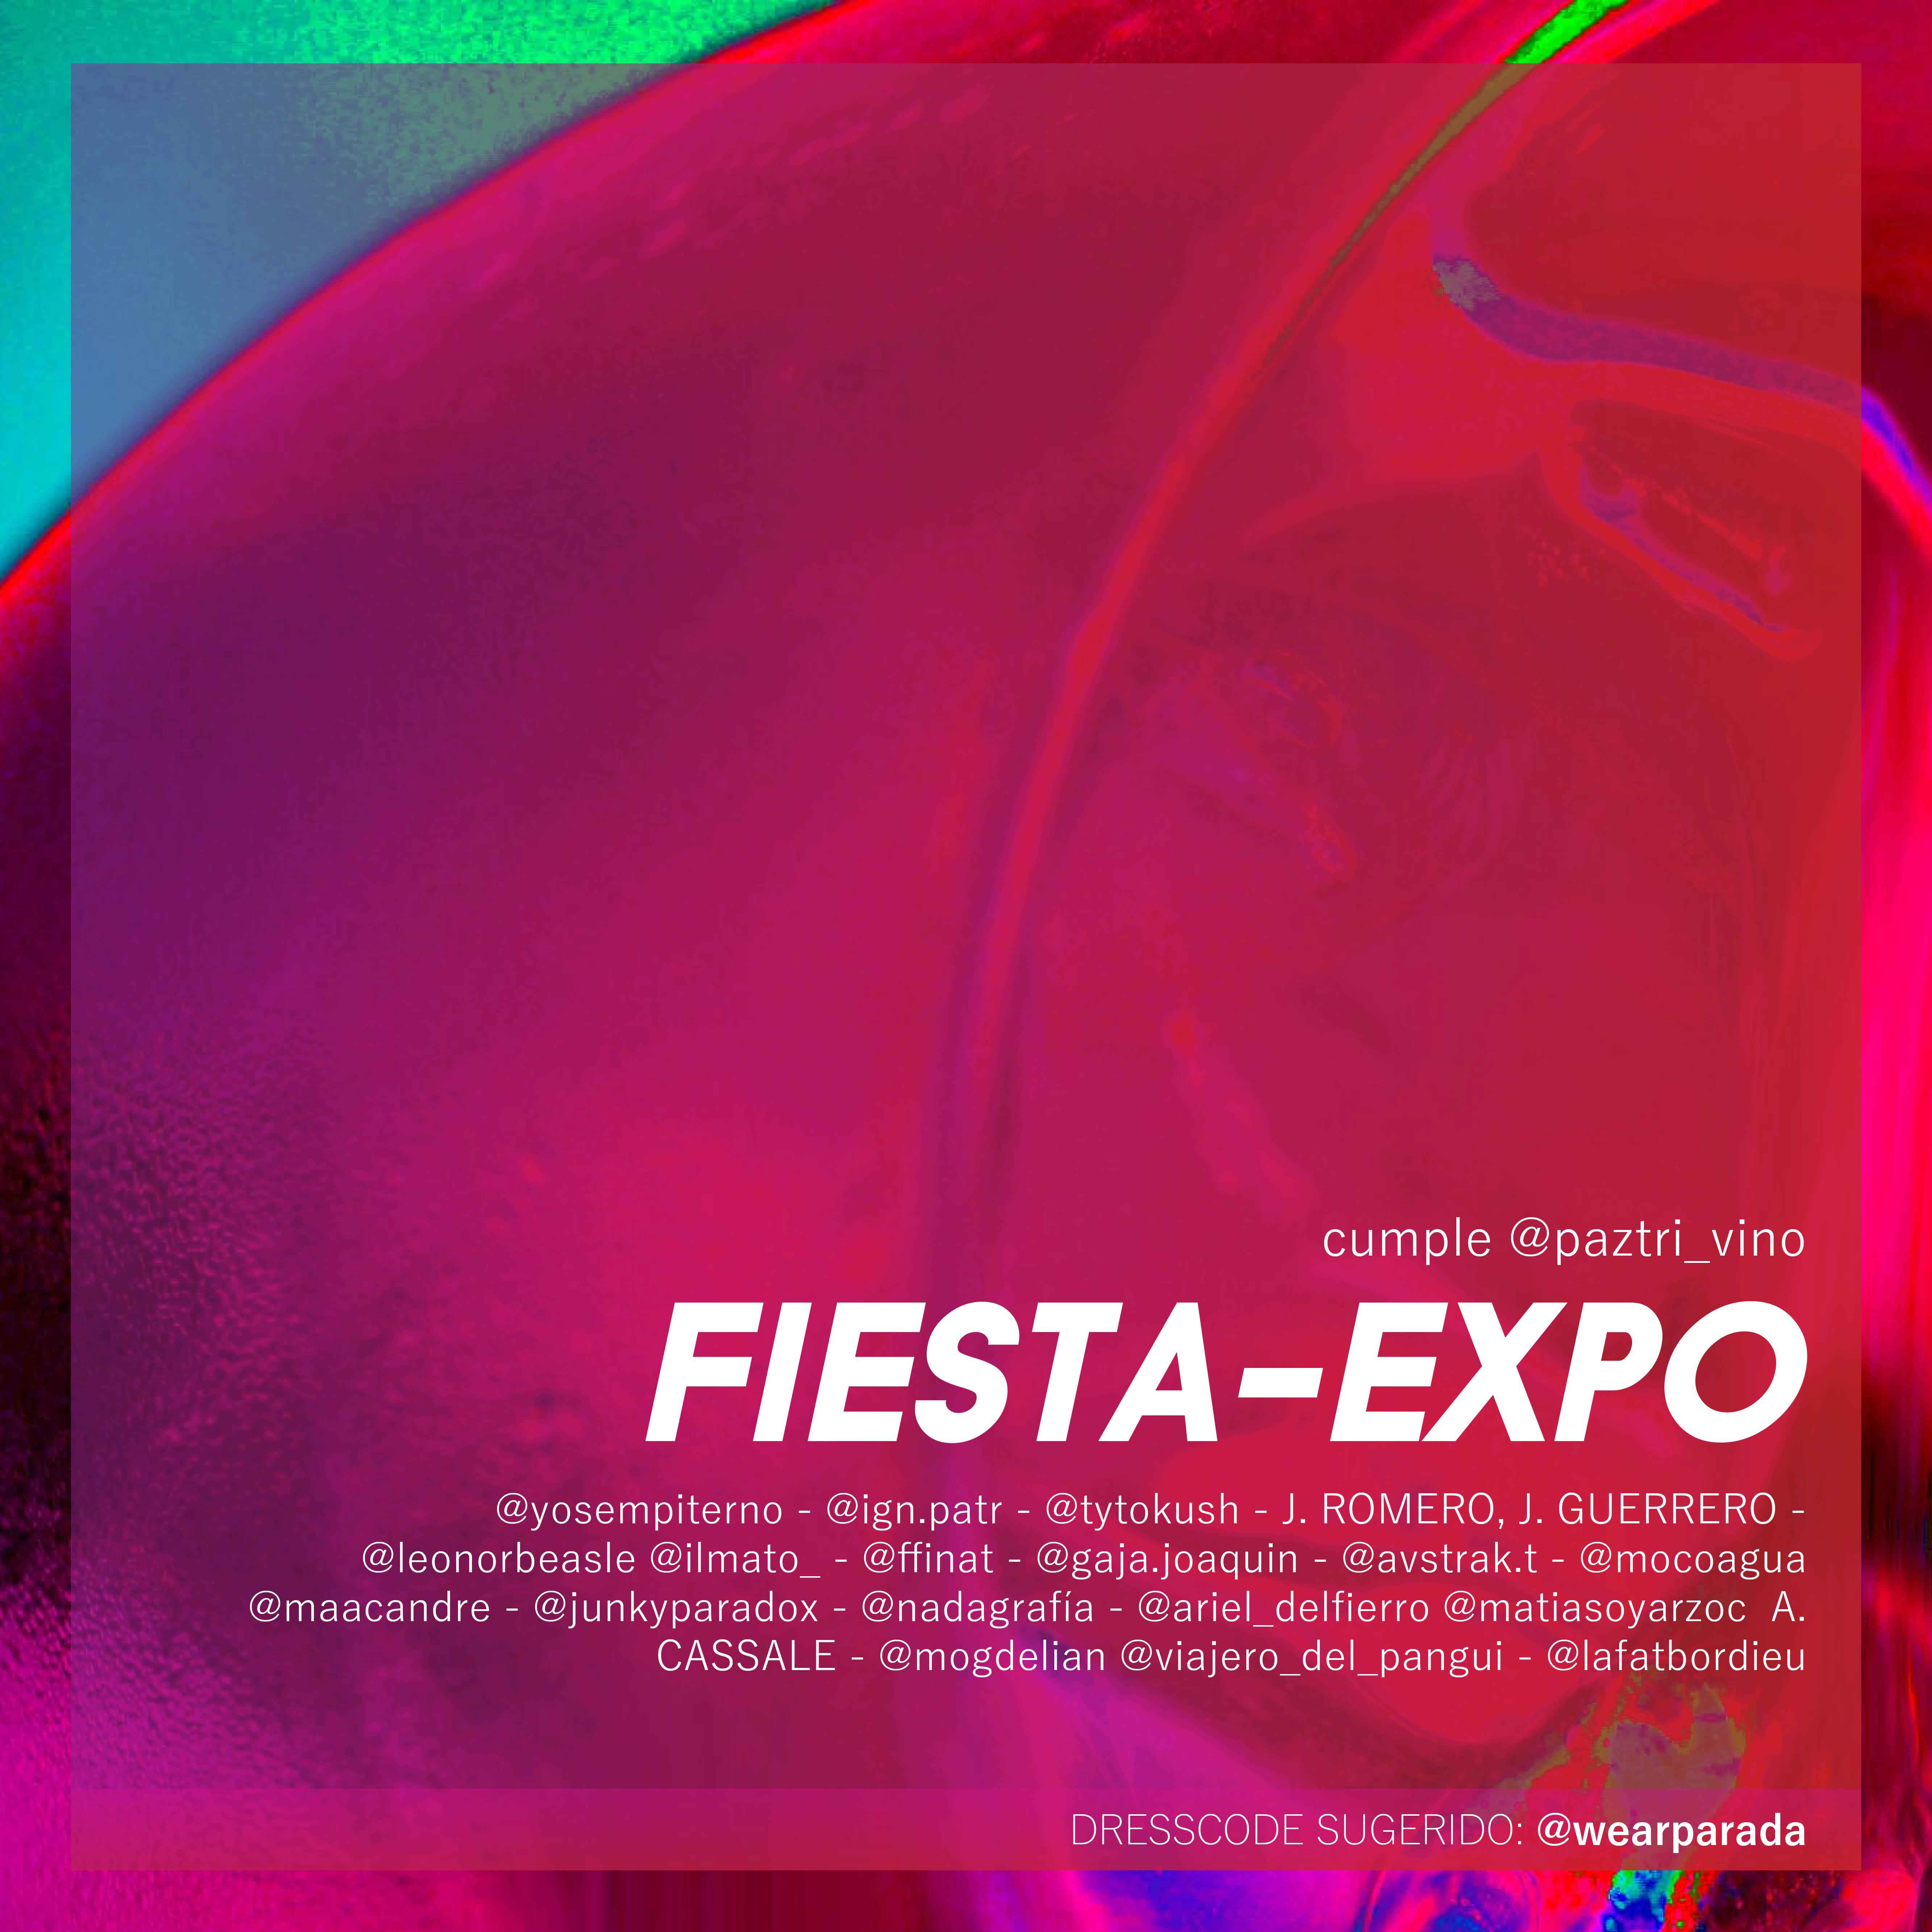 cumple @paztri_vino
FIESTA-EXPO
@yosempiterno - @ign.patr - @tytokush - J. ROMERO, J. GUERRERO -
@leonorbeasle @ilmato_ - @ffinat - @gaja.joaquin - @avstrak.t - @mocoagua
@maacandre - @junkyparadox - @nadagrafía - @ariel_delfierro @matiasoyarzoc  A.
CASSALE - @mogdelian @viajero_del_pangui - @lafatbordieu
DRESSCODE SUGERIDO: @wearparada